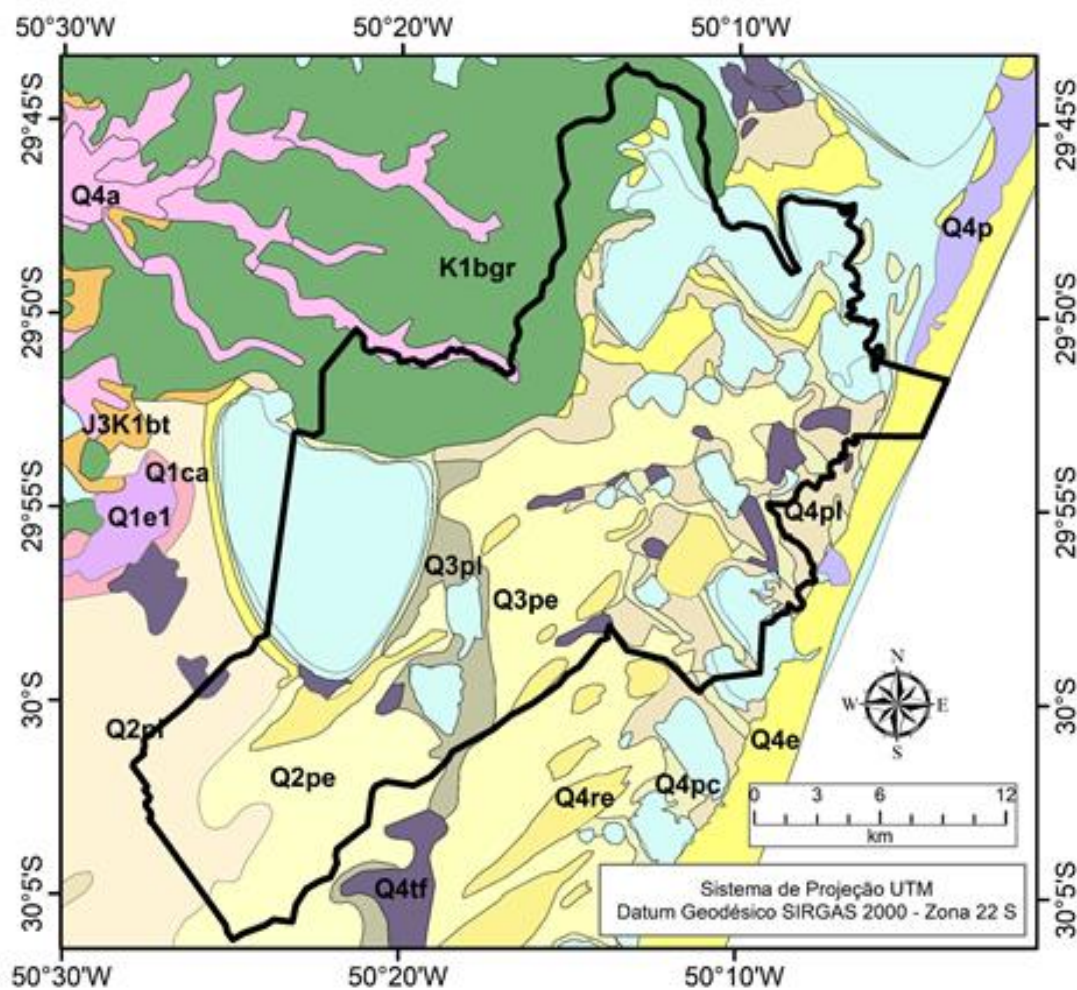 50°30'W 50°20'W 50°10'W
29°45'S 29°45'S
Q4a
Q4p
K1bgr
29°50'S 29°50'S
J3K1bt
Q1ca
Q1e1
29°55'S 29°55'S
Q4pl
Q3pl
Q3pe
N
W E
S
30°S 30°S
Q2pl
Q4e
Q2pe
Q4re
Q4pc
0 3 6 12
km
Q4tf
30°5'S 30°5'S
Sistema de Projeção UTM
Datum Geodésico SIRGAS 2000 - Zona 22 S
50°30'W 50°20'W 50°10'W